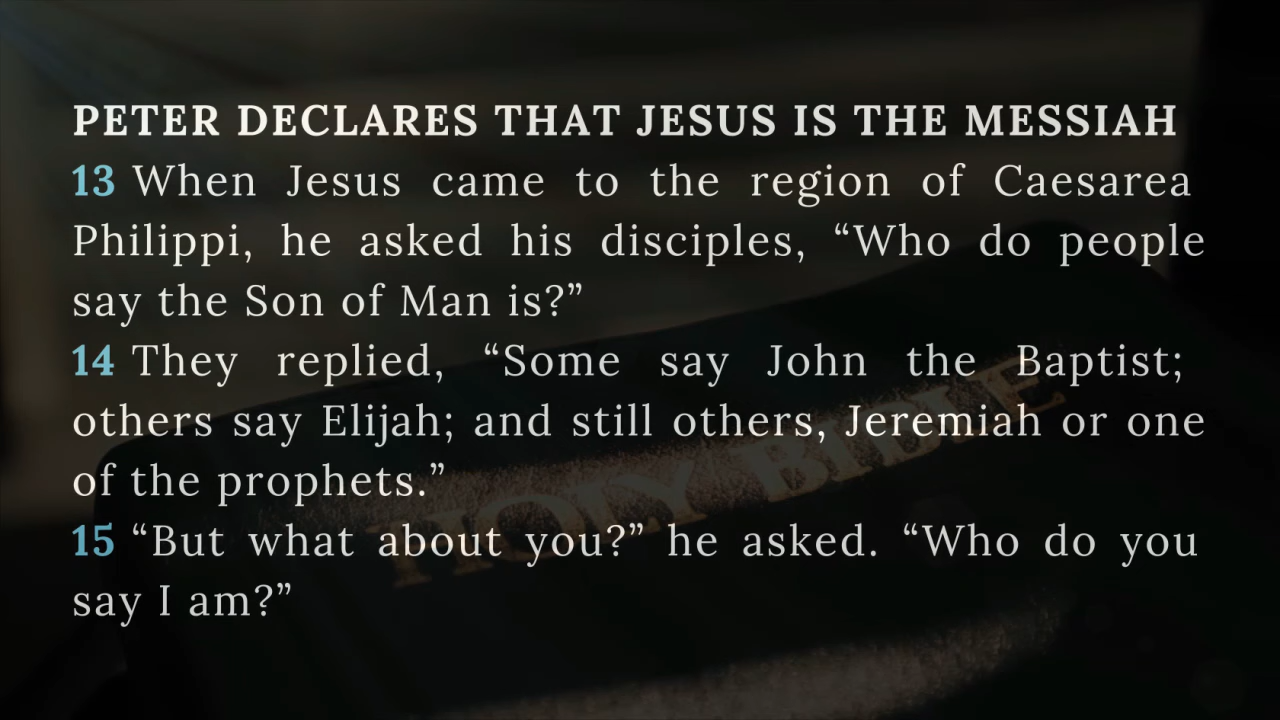 PETER DECLARES THAT JESUS IS THE MESSIAH
13 When Jesus came to the region of Caesarea
Philippi, he asked his disciples, “Who do people
say the Son of Man is?”
14 They replied, “Some say John the Baptist;
others say Elijah; and still others, Jeremiah or one
of the prophets.”
15 “But what about you?” he asked. “Who do you
say I am?”
HOLY BIBLE